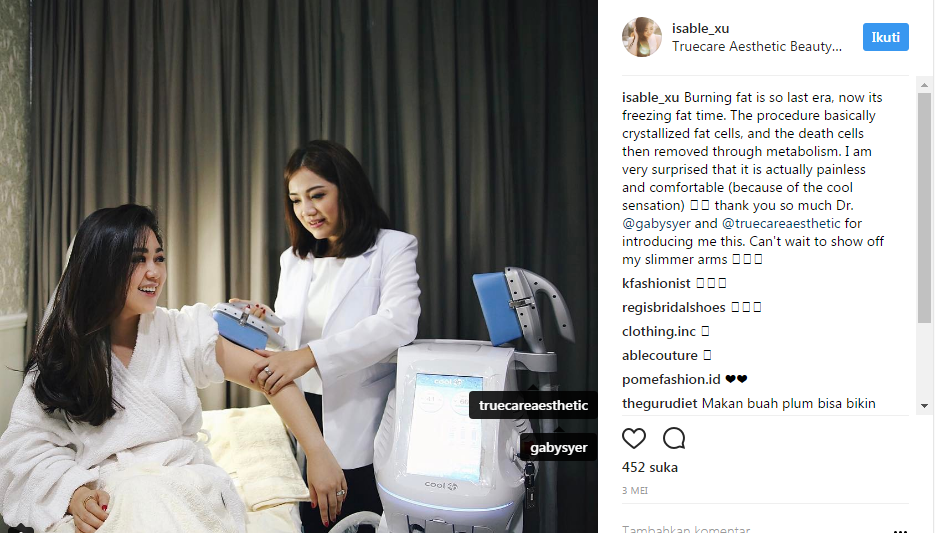 isable_xu
Truecare Aesthetic Beauty...
Ikuti
isable_xu Burning fat is so last era, now its
freezing fat time. The procedure basically
crystallized fat cells, and the death cells
then removed through metabolism. I am
very surprised that it is actually painless
and comfortable (because of the cool
sensation) thank you so much Dr.
@gabysyer and @truecareaesthetic for
introducing me this. Can't wait to show off
my slimmer arms
kfashionist
regisbridalshoes
clothing.inc
ablecouture
pomefashion.id ❤❤
thegurudiet Makan buah plum bisa bikin
452 suka
3 MEI
Tambahkan komentar
truecareaesthetic
gabysyer
cool
cool